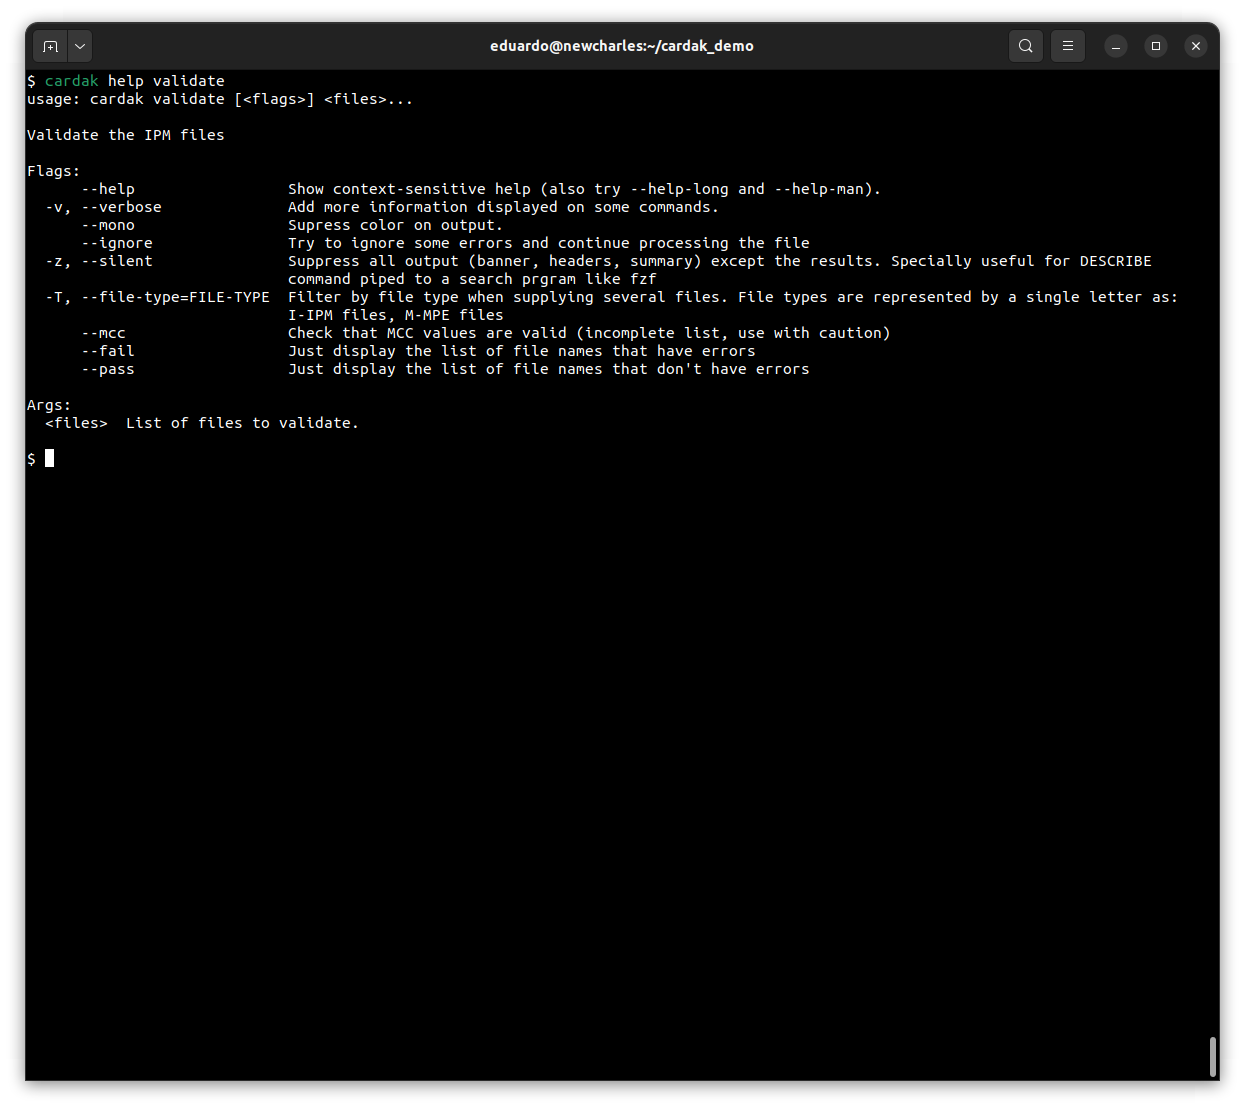 eduardo@newcharles:~/cardak_demo
$ cardak help validate
usage: cardak validate [<flags>] <files>...
Validate the IPM files
Flags:
--help Show context-sensitive help (also try --help-long and --help-man).
-v, --verbose Add more information displayed on some commands.
--mono Supress color on output.
--ignore Try to ignore some errors and continue processing the file
-z, --silent Suppress all output (banner, headers, summary) except the results. Specially useful for DESCRIBE
command piped to a search prgram like fzf
-T, --file-type=FILE-TYPE Filter by file type when supplying several files. File types are represented by a single letter as:
I-IPM files, M-MPE files
--mcc Check that MCC values are valid (incomplete list, use with caution)
--fail Just display the list of file names that have errors
--pass Just display the list of file names that don't have errors
Args:
<files> List of files to validate.
$